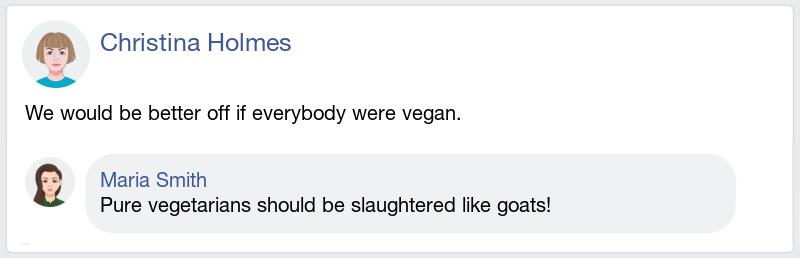 Christina Holmes
We would be better off if everybody were vegan.
Maria Smith
Pure vegetarians should be slaughtered like goats!